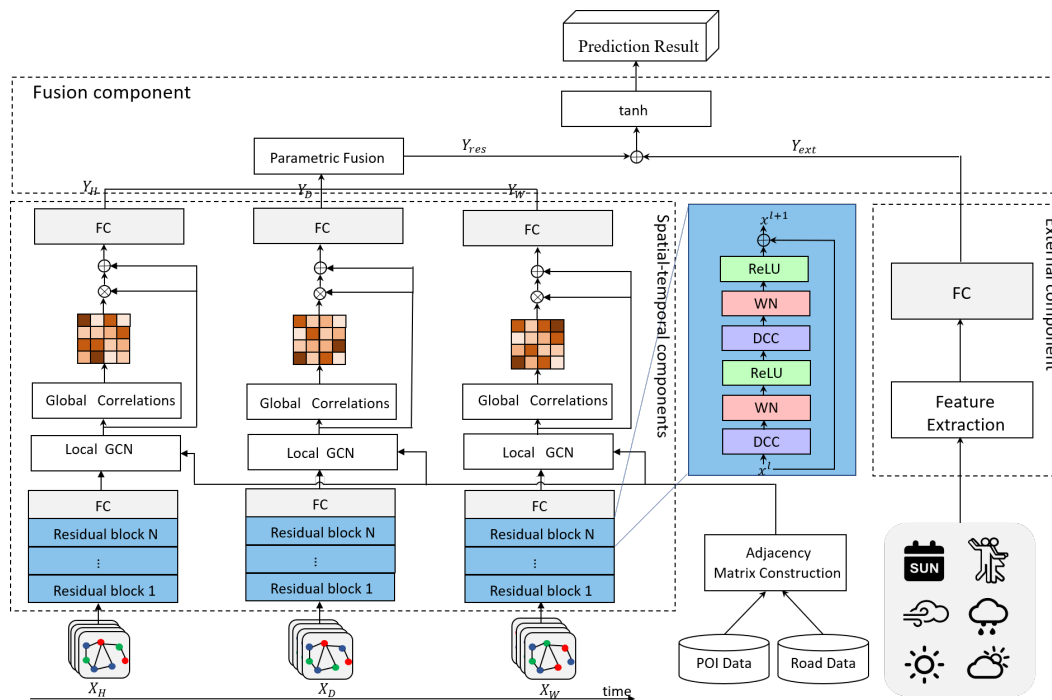 Prediction Result
Fusion component
tanh
Parametric Fusion
Y_res
Y_ext
Y_H
Y_D
Y_W
FC
FC
FC
Spatial-temporal components
x^{l+1}
ReLU
WN
DCC
ReLU
WN
DCC
x^l
External component
FC
Feature
Extraction
Global Correlations
Global Correlations
Global Correlations
Local GCN
Local GCN
Local GCN
FC
FC
FC
Residual block N
Residual block N
Residual block N
⋮
⋮
⋮
Residual block 1
Residual block 1
Residual block 1
Adjacency
Matrix Construction
POI Data
Road Data
SUN
X_H
X_D
X_W
time